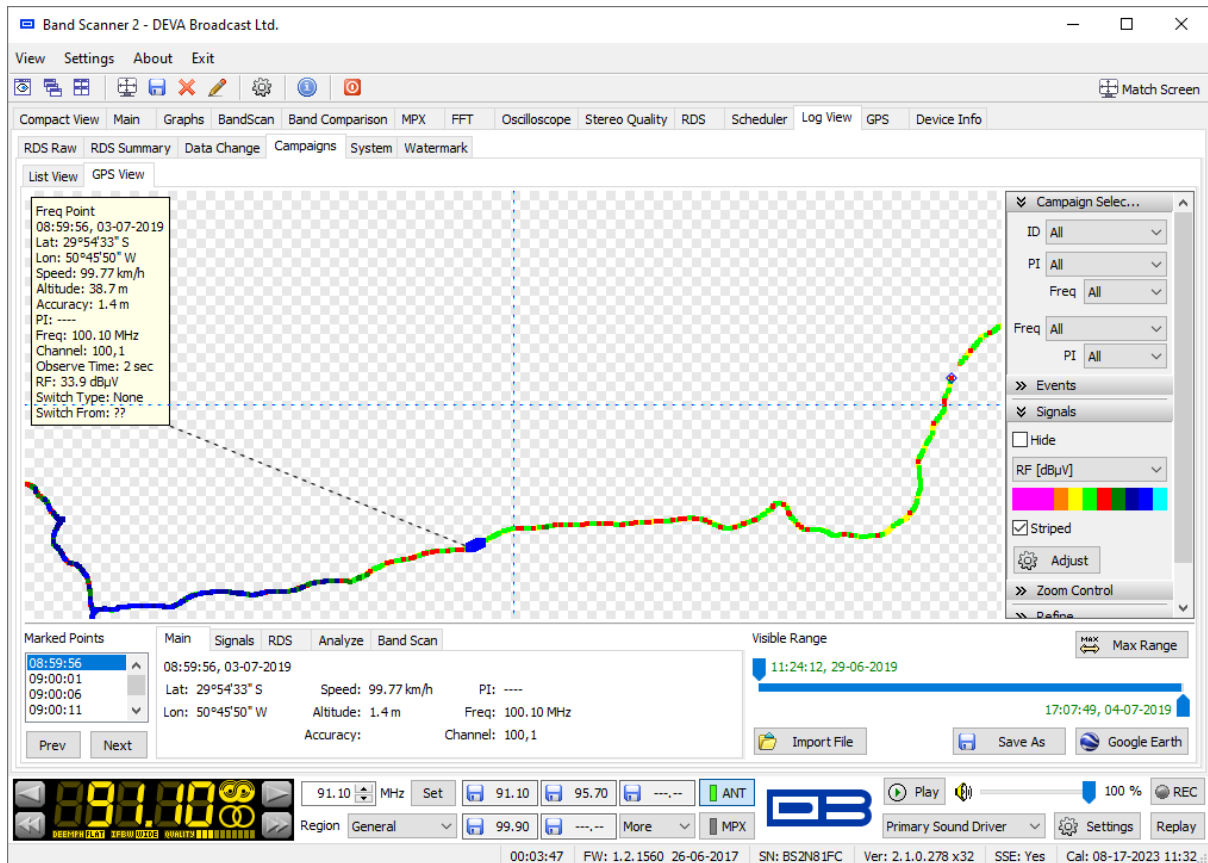 Band Scanner 2 - DEVA Broadcast Ltd.
View Settings About Exit
Match Screen
Compact View Main Graphs BandScan Band Comparison MPX FFT Oscilloscope Stereo Quality RDS Scheduler Log View GPS Device Info
RDS Raw RDS Summary Data Change Campaigns System Watermark
List View GPS View
Freq Point
08:59:56, 03-07-2019
Lat: 29°54'33" S
Lon: 50°45'50" W
Speed: 99.77 km/h
Altitude: 38.7 m
Accuracy: 1.4 m
PI: ----
Freq: 100.10 MHz
Channel: 100,1
Observe Time: 2 sec
RF: 33.9 dBµV
Switch Type: None
Switch From: ??
Campaign Selec...
ID All
PI All
Freq All
Freq All
PI All
Events
Signals
Hide
RF [dBµV]
Striped
Adjust
Zoom Control
Refine
Marked Points
08:59:56
09:00:01
09:00:06
09:00:11
Prev Next
Main Signals RDS Analyze Band Scan
08:59:56, 03-07-2019
Lat: 29°54'33" S Speed: 99.77 km/h PI: ----
Lon: 50°45'50" W Altitude: 1.4 m Freq: 100.10 MHz
Accuracy: Channel: 100,1
Visible Range
MAX Max Range
11:24:12, 29-06-2019
17:07:49, 04-07-2019
Import File Save As Google Earth
91.10
DEEMPH FLAT IFBW WIDE QUALITY
91.10 MHz Set 91.10 95.70 ---.-- ANT
Region General 99.90 ---.-- More MPX
DB
Play 100 % REC
Primary Sound Driver Settings Replay
00:03:47 FW: 1.2.1560 26-06-2017 SN: BS2N81FC Ver: 2.1.0.278 x32 SSE: Yes Cal: 08-17-2023 11:32